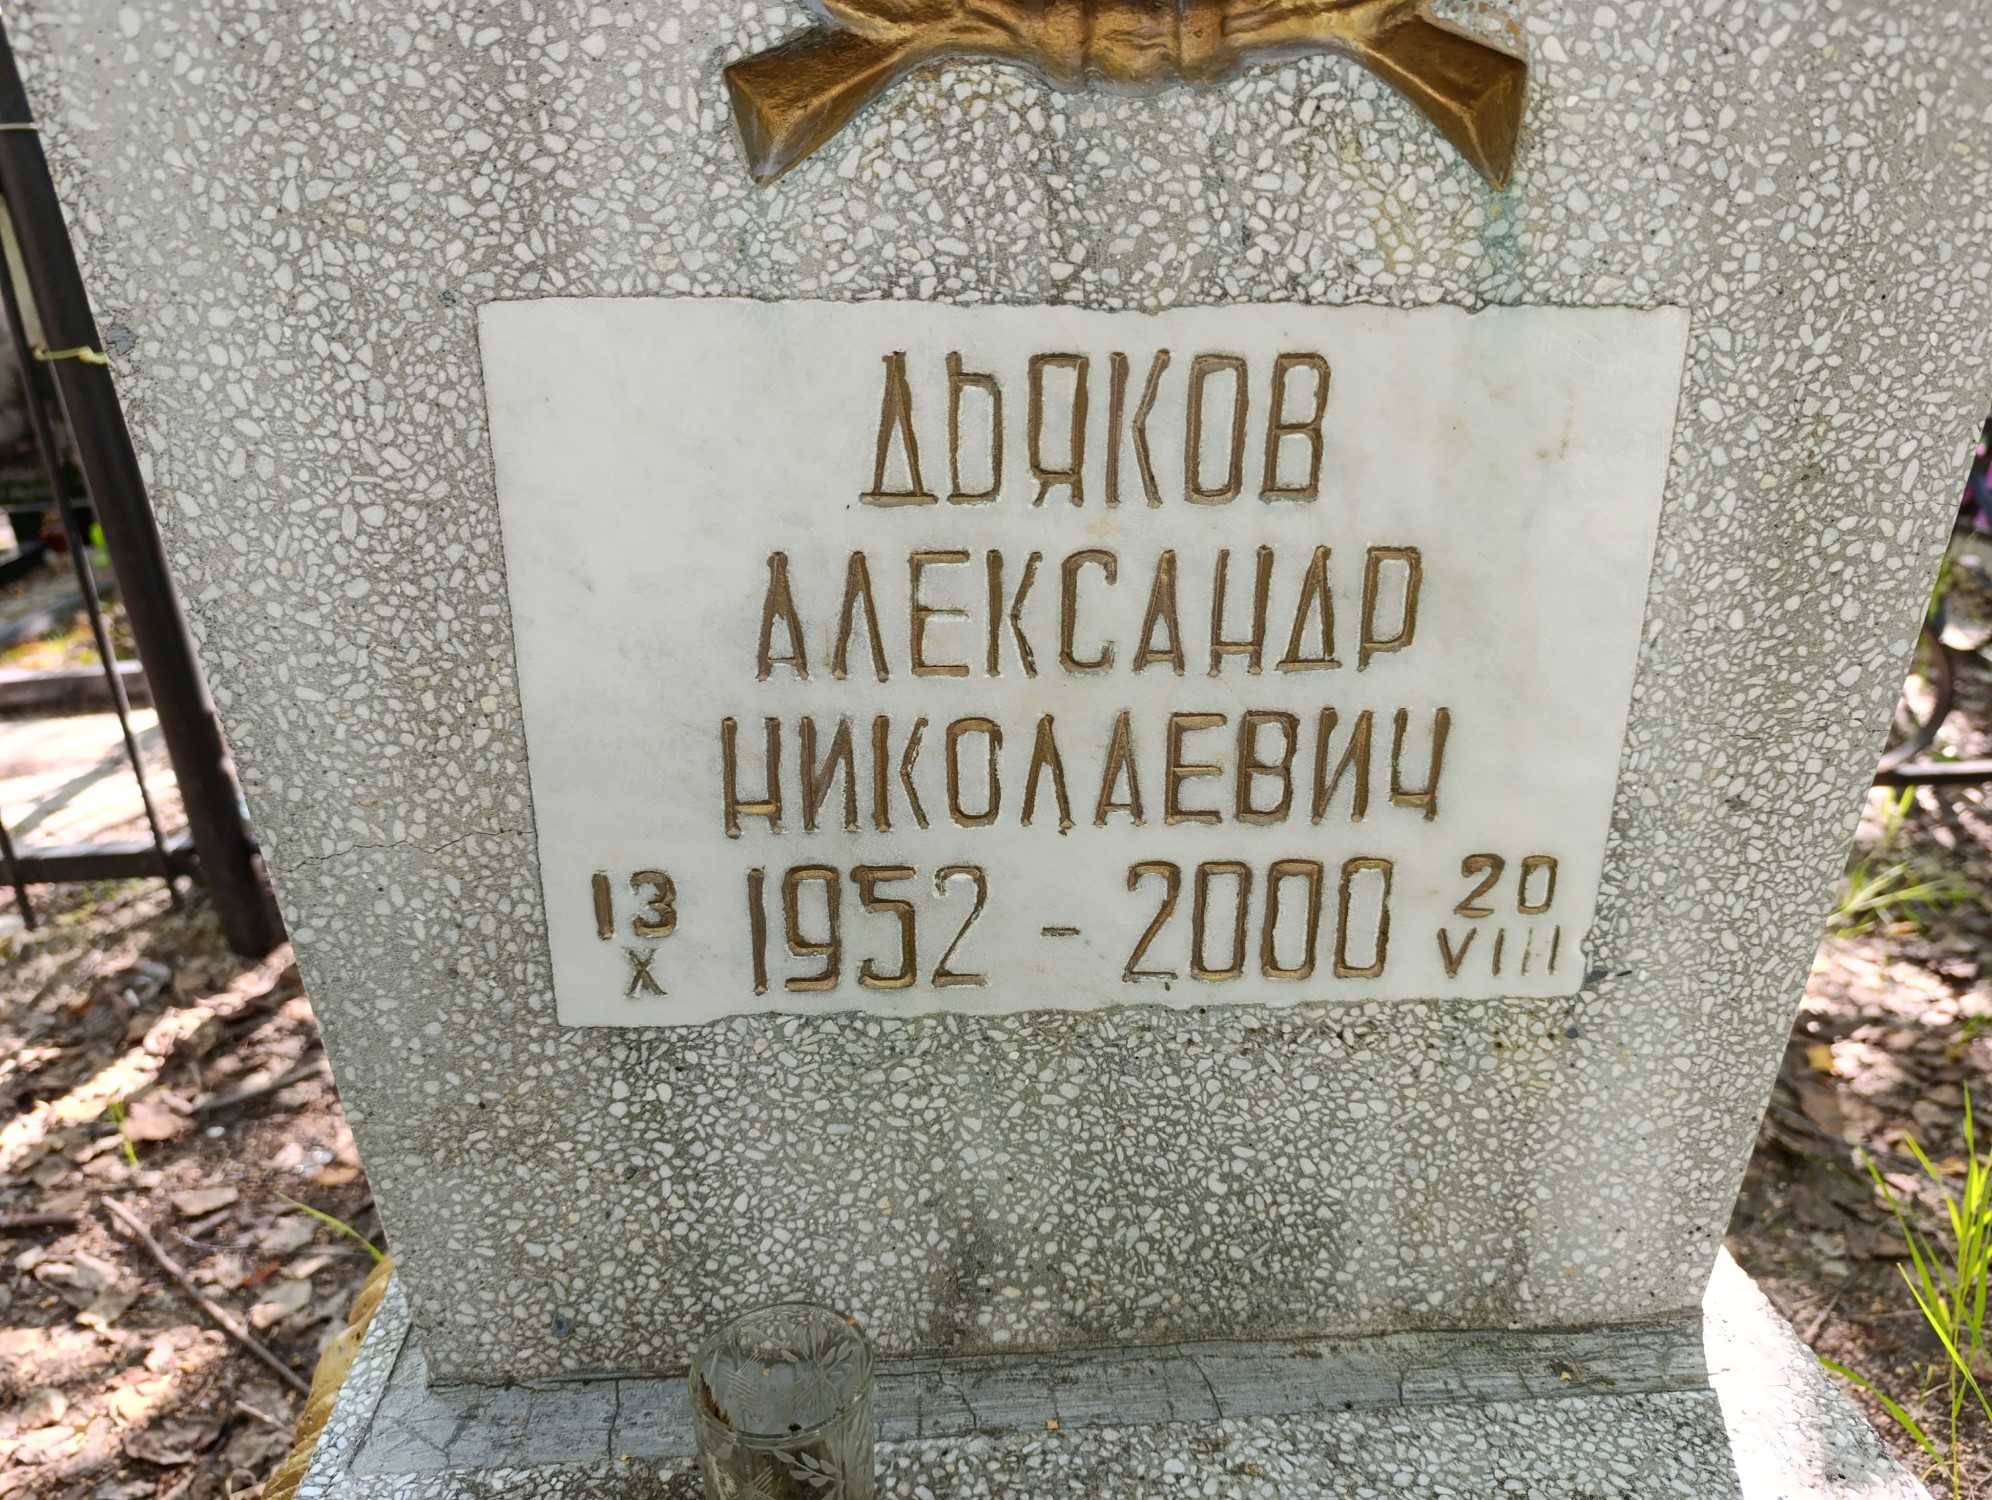 ДЬЯКОВ
АЛЕКСАНДР
НИКОЛАЕВИЧ
13 1952 - 2000 20
X VIII